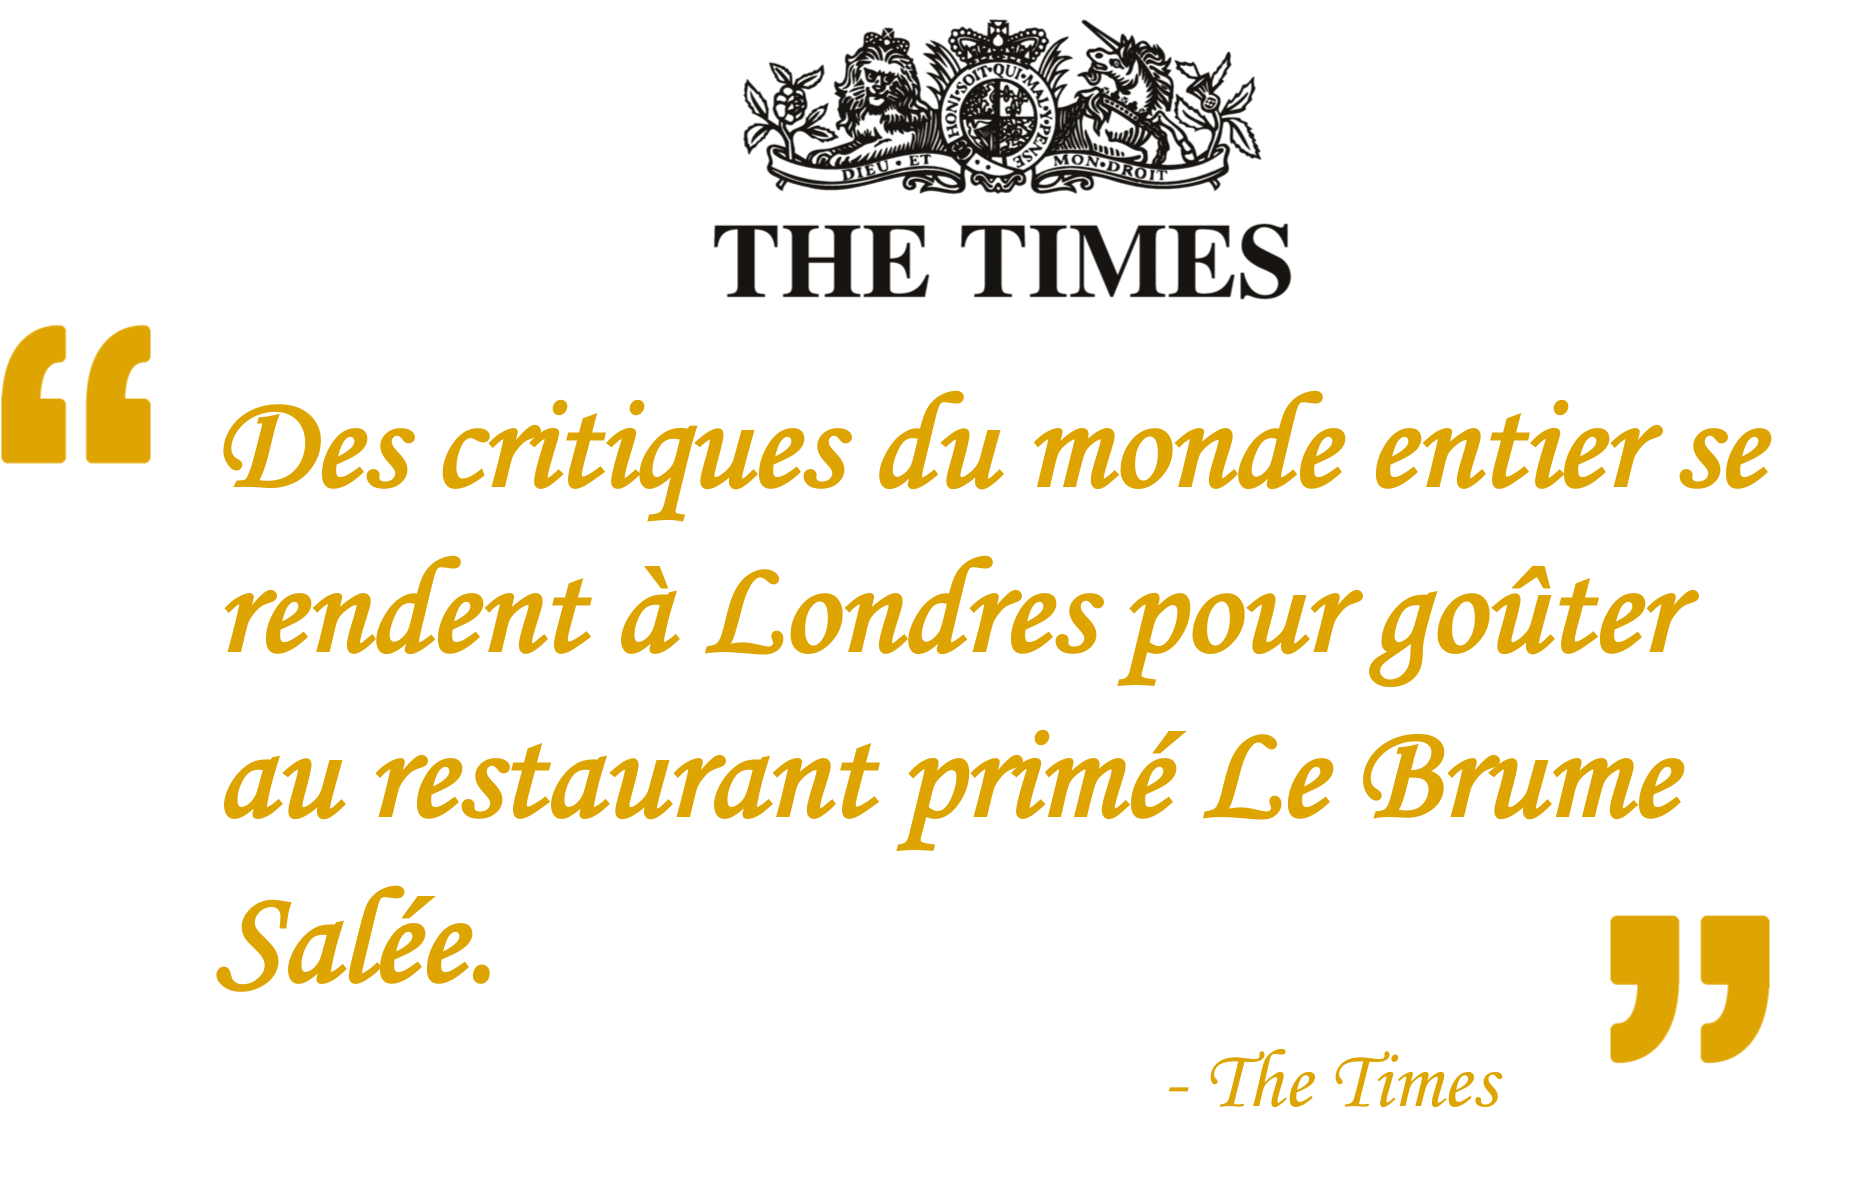 HONI·SOIT·QUI·MAL·Y·PENSE
DIEU·ET MON·DROIT
THE TIMES
“
Des critiques du monde entier se
rendent à Londres pour goûter
au restaurant primé Le Brume
Salée.
”
- The Times